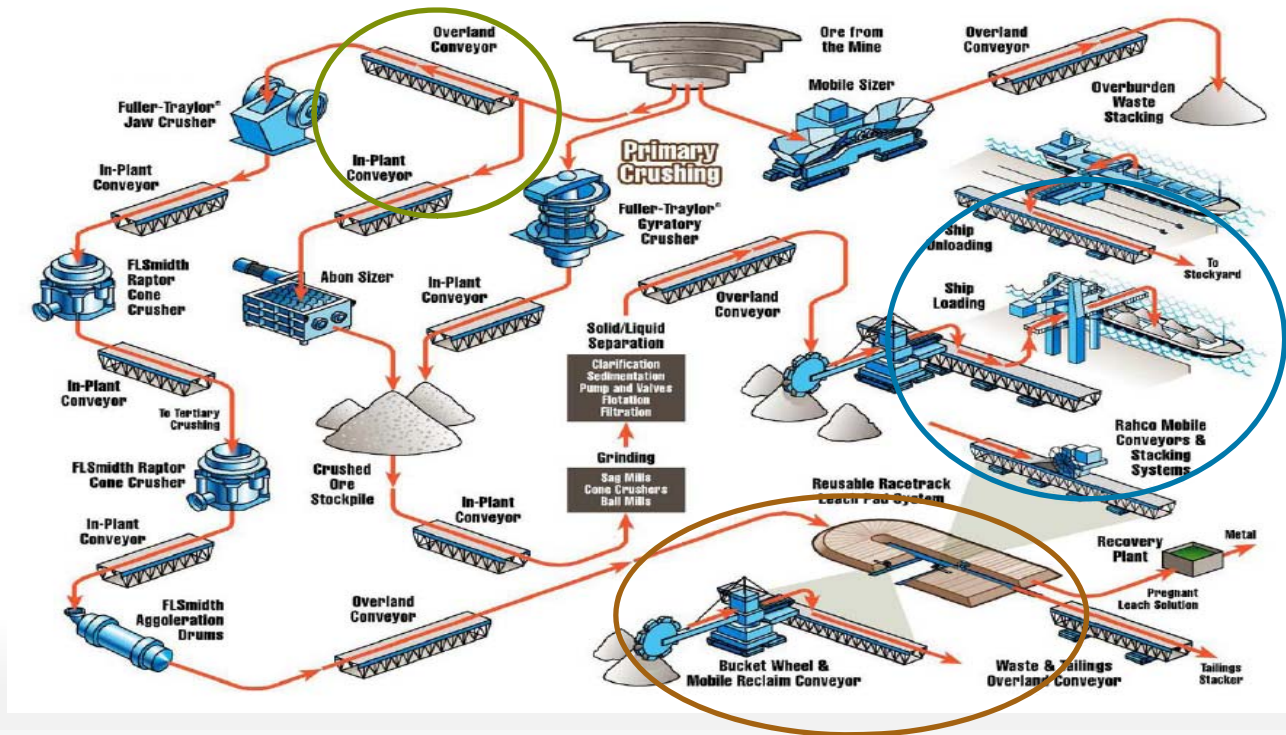 Overland
Conveyor
Ore from
the Mine
Overland
Conveyor
Mobile Sizer
Overburden
Waste
Stacking
Fuller-Traylor®
Jaw Crusher
Primary
Crushing
In-Plant
Conveyor
In-Plant
Conveyor
Fuller-Traylor®
Gyratory
Crusher
Ship
Unloading
To
Stockyard
FLSmidth
Raptor
Cone
Crusher
Abon Sizer
In-Plant
Conveyor
Overland
Conveyor
Ship
Loading
Solid/Liquid
Separation
Clarification
Sedimentation
Pump and Valves
Flotation
Filtration
In-Plant
Conveyor
To Tertiary
Crushing
Rahco Mobile
Conveyors &
Stacking
Systems
FLSmidth Raptor
Cone Crusher
Crushed
Ore
Stockpile
Grinding
Sag Mills
Cone Crushers
Ball Mills
In-Plant
Conveyor
Reusable Racetrack
Leach Pad System
In-Plant
Conveyor
Recovery
Plant
Metal
Pregnant
Leach Solution
FLSmidth
Aggoleration
Drums
Overland
Conveyor
Bucket Wheel &
Mobile Reclaim Conveyor
Waste & Tailings
Overland Conveyor
Tailings
Stacker